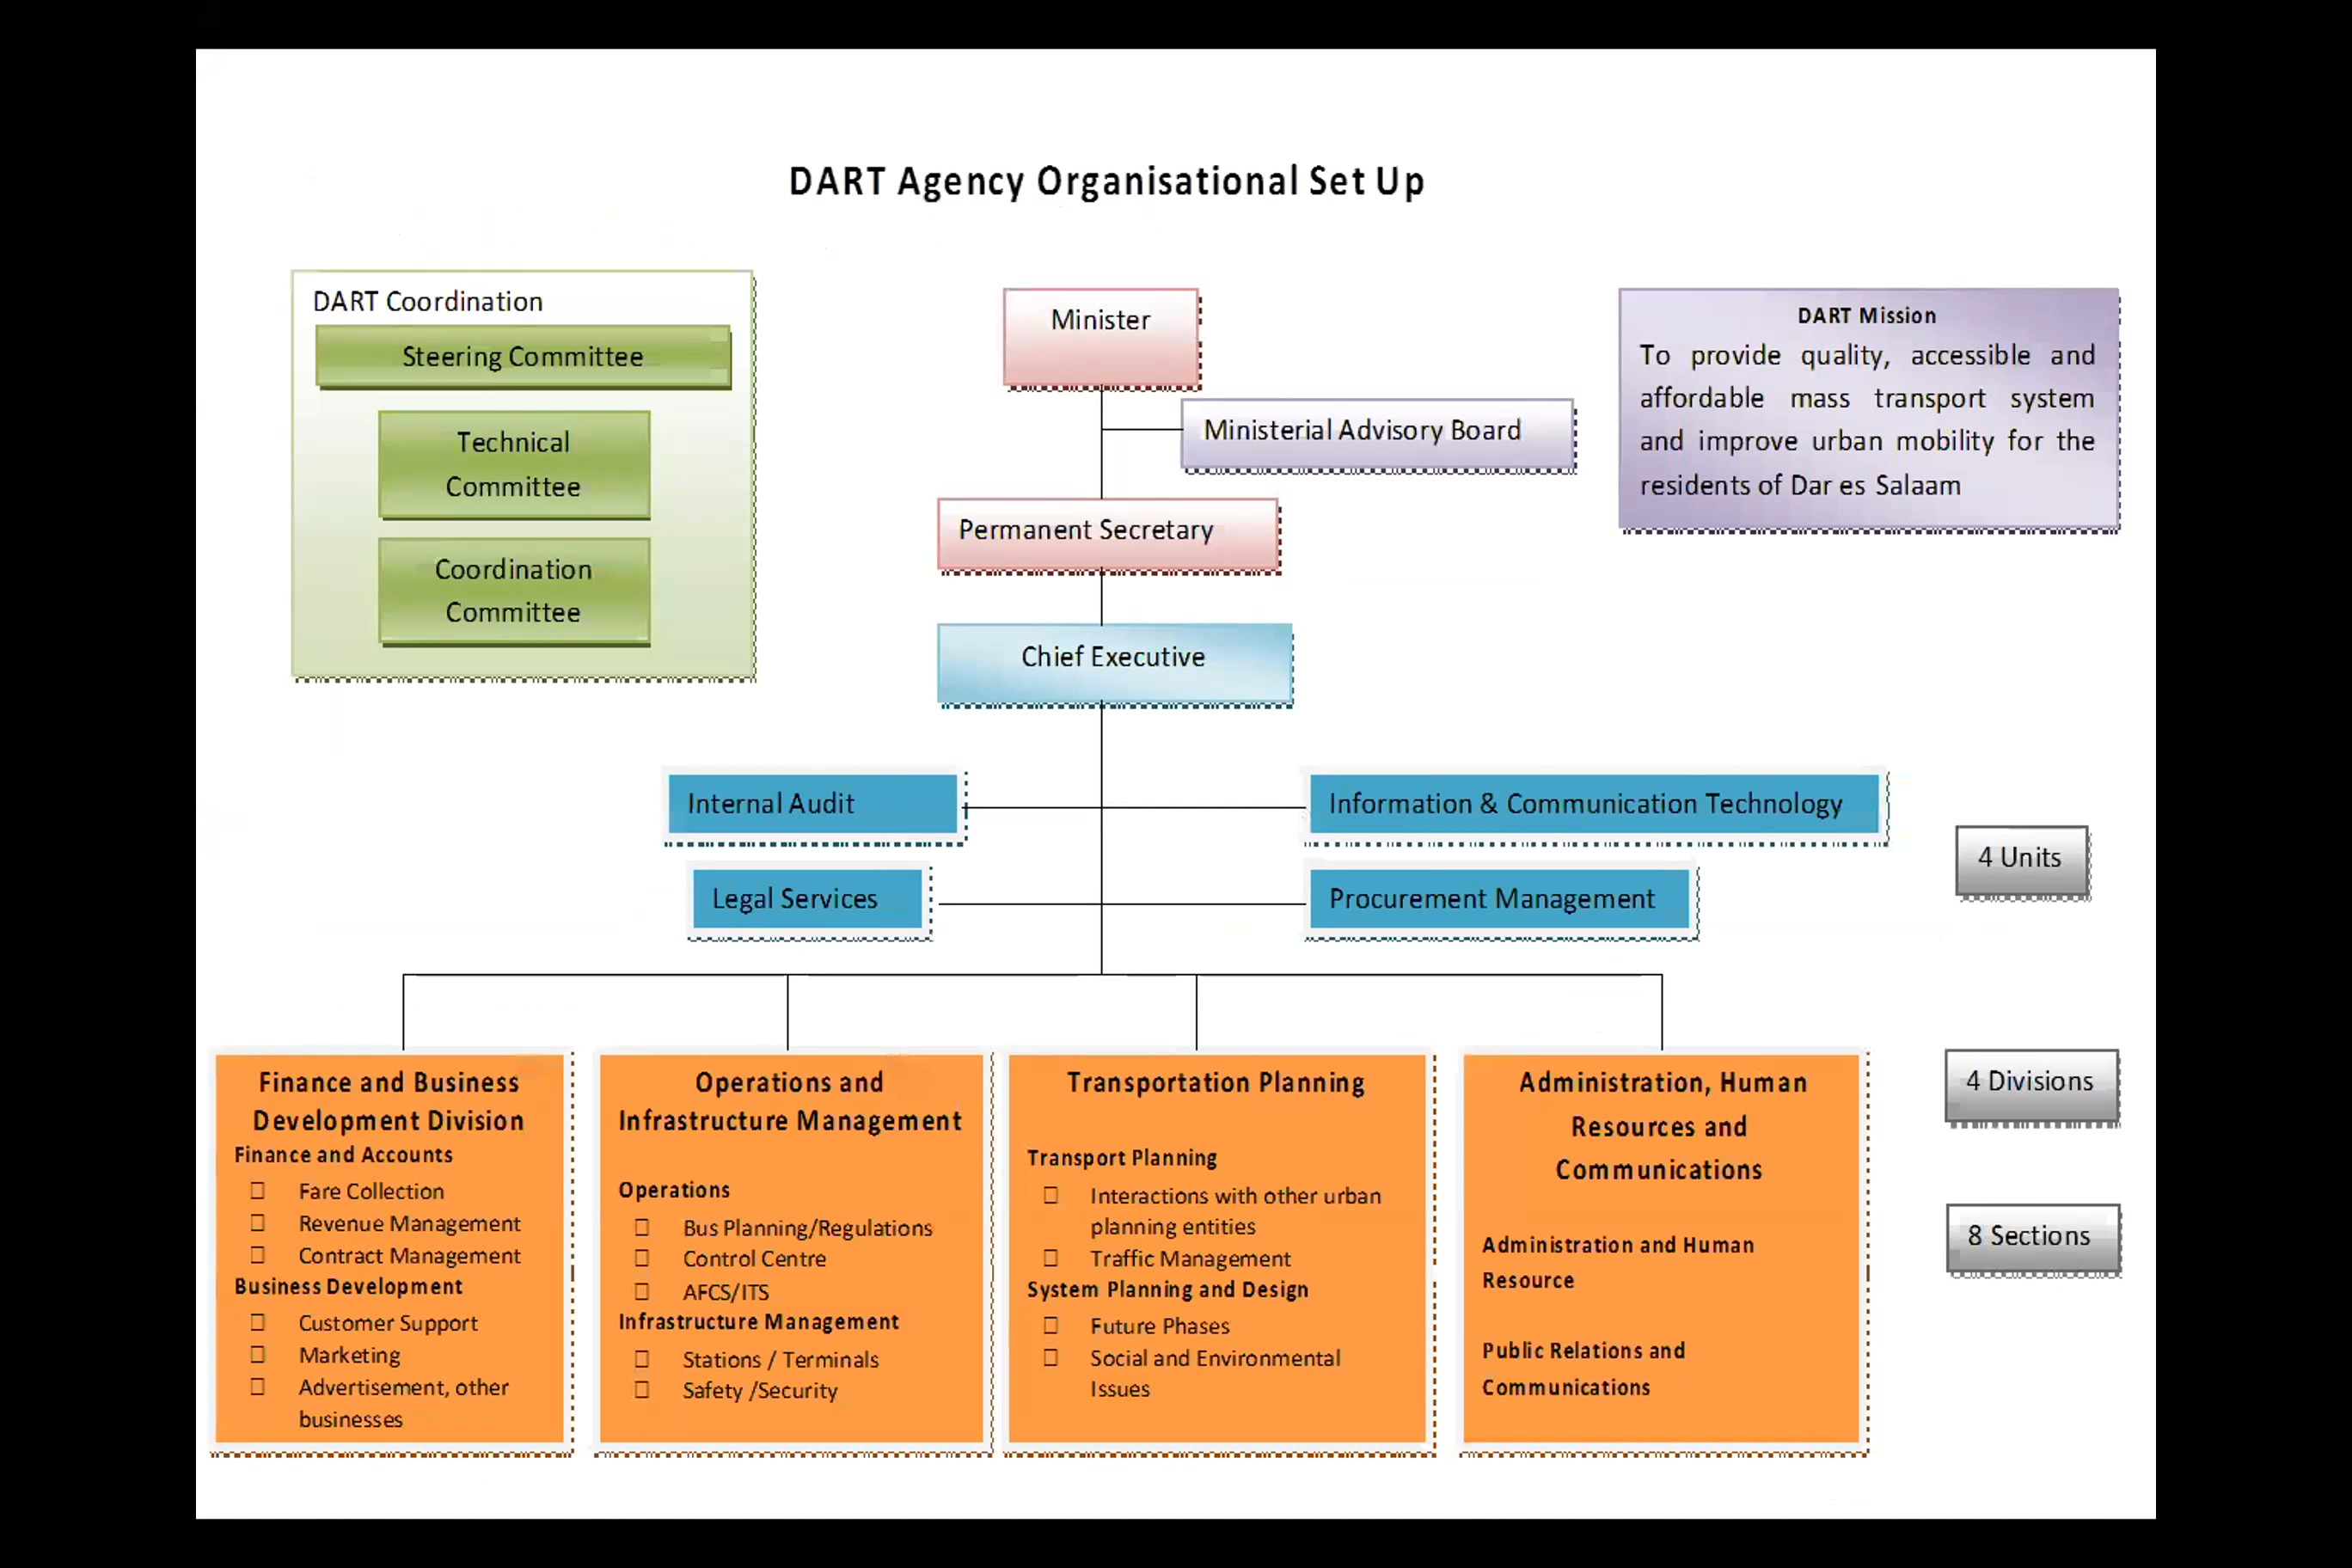 DART Agency Organisational Set Up
DART Coordination
Steering Committee
Technical
Committee
Coordination
Committee
Minister
Ministerial Advisory Board
Permanent Secretary
Chief Executive
DART Mission
To provide quality, accessible and
affordable mass transport system
and improve urban mobility for the
residents of Dar es Salaam
Internal Audit
Information & Communication Technology
Legal Services
Procurement Management
4 Units
Finance and Business
Development Division
Finance and Accounts
Fare Collection
Revenue Management
Contract Management
Business Development
Customer Support
Marketing
Advertisement, other
businesses
Operations and
Infrastructure Management
Operations
Bus Planning/Regulations
Control Centre
AFCS/ITS
Infrastructure Management
Stations / Terminals
Safety /Security
Transportation Planning
Transport Planning
Interactions with other urban
planning entities
Traffic Management
System Planning and Design
Future Phases
Social and Environmental
Issues
Administration, Human
Resources and
Communications
Administration and Human
Resource
Public Relations and
Communications
4 Divisions
8 Sections